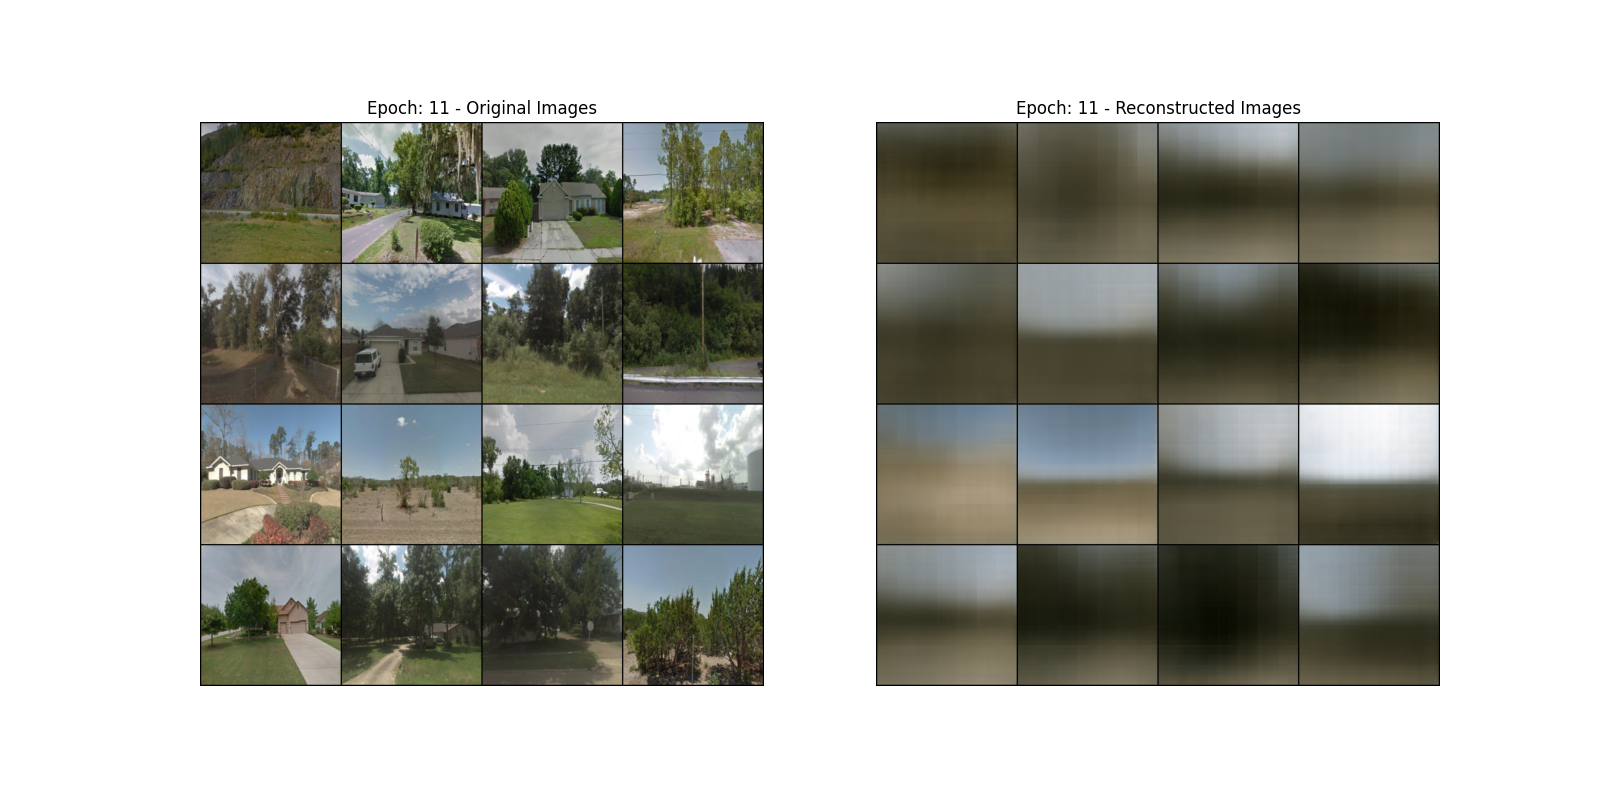 Epoch: 11 - Original Images
Epoch: 11 - Reconstructed Images